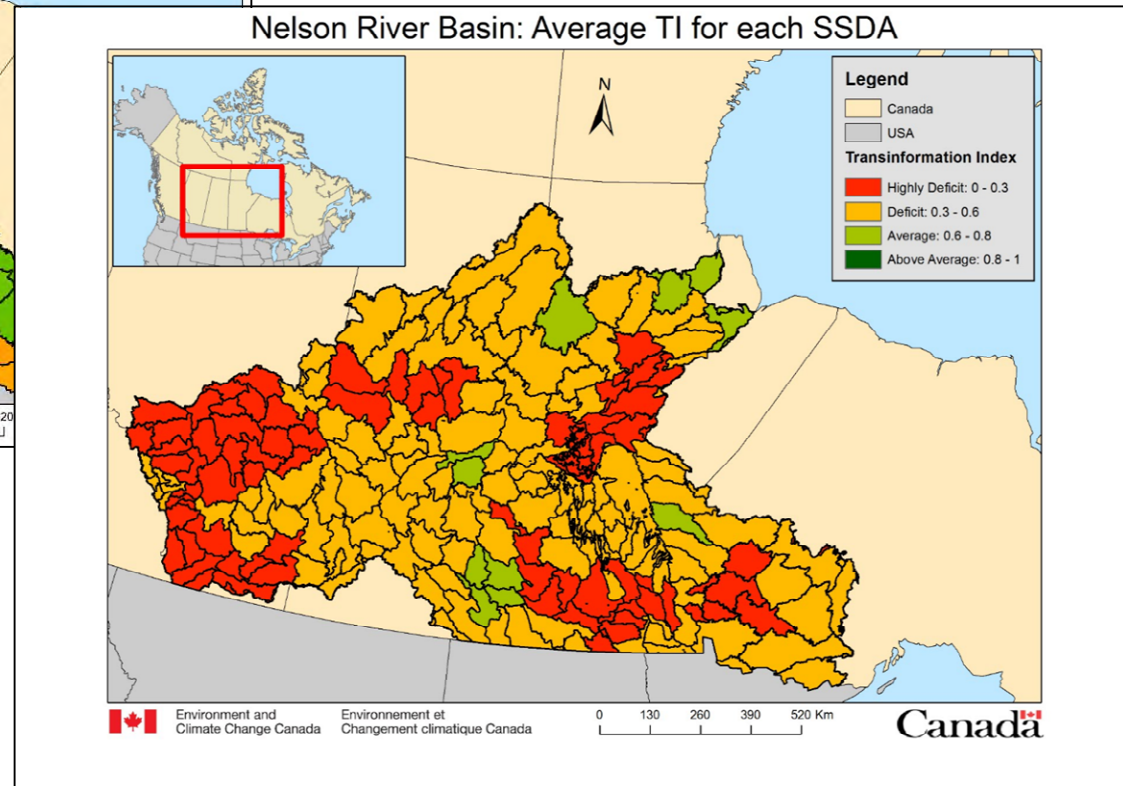 Nelson River Basin: Average TI for each SSDA
N
Legend
Canada
USA
Transinformation Index
Highly Deficit: 0 - 0.3
Deficit: 0.3 - 0.6
Average: 0.6 - 0.8
Above Average: 0.8 - 1
20
Environment and
Climate Change Canada
Environnement et
Changement climatique Canada
0 130 260 390 520 Km
Canada